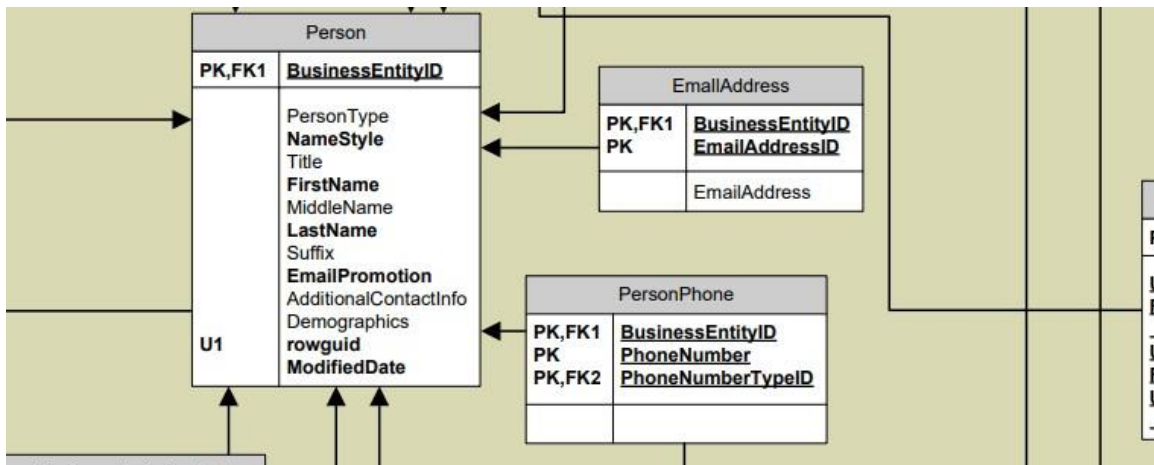 Person
PK,FK1 BusinessEntityID
PersonType
NameStyle
Title
FirstName
MiddleName
LastName
Suffix
EmailPromotion
AdditionalContactInfo
Demographics
U1 rowguid
ModifiedDate
EmailAddress
PK,FK1 BusinessEntityID
PK EmailAddressID
EmailAddress
PersonPhone
PK,FK1 BusinessEntityID
PK PhoneNumber
PK,FK2 PhoneNumberTypeID